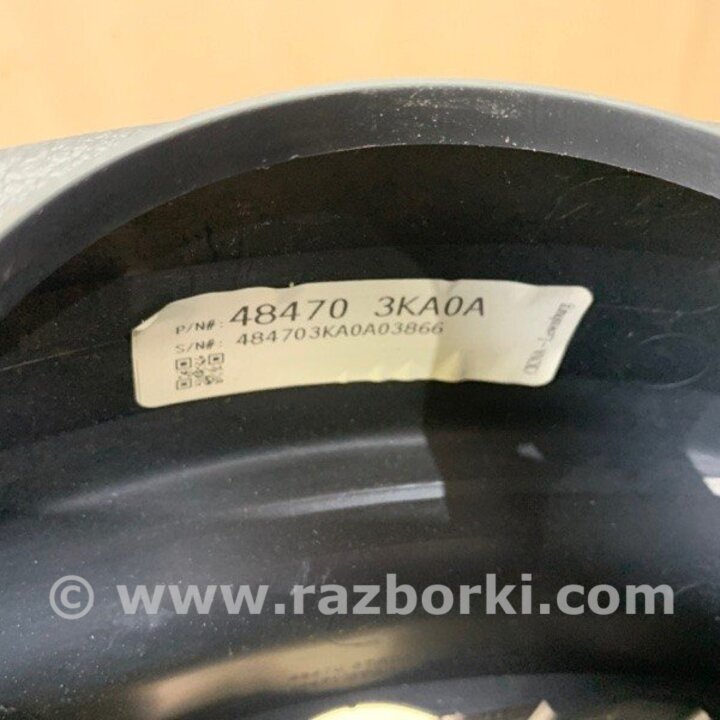 P/N#: 48470 3KA0A
S/N#: 484703KA0A03866
© www.razborki.com